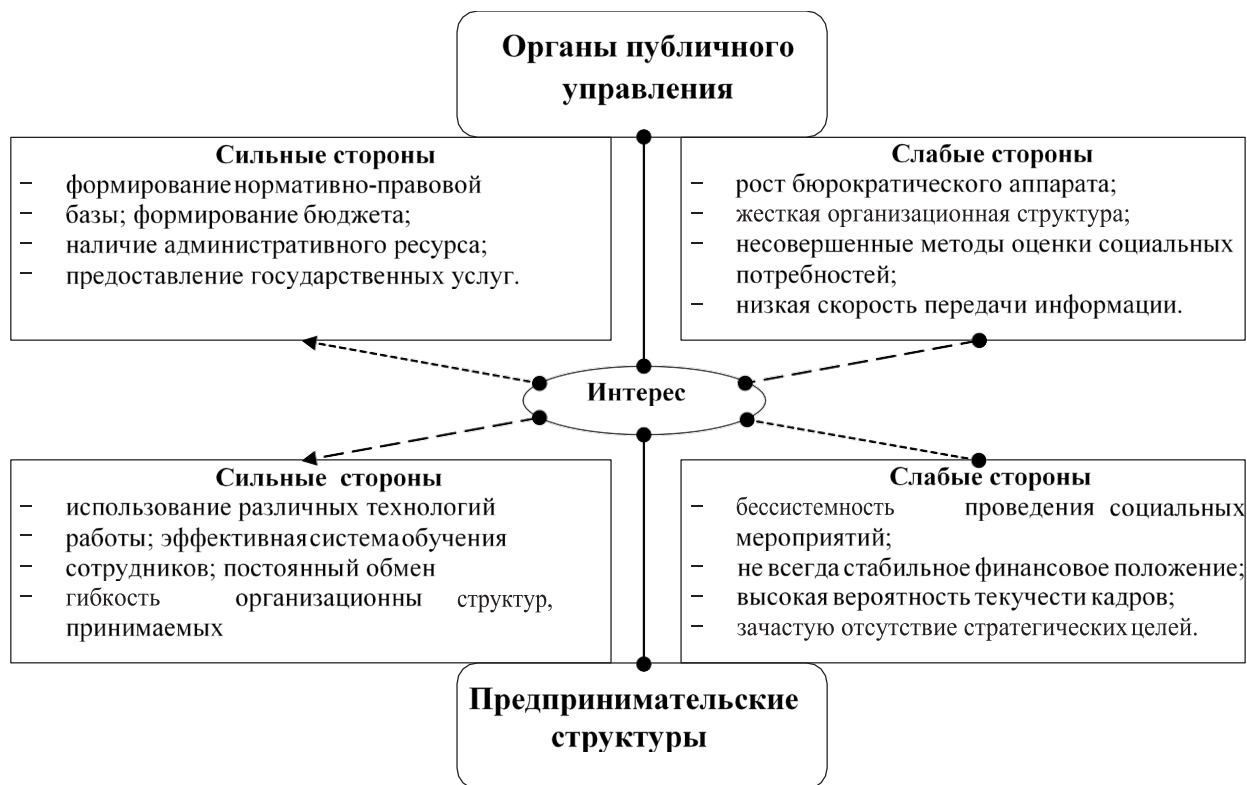 Органы публичного
управления
Сильные стороны
– формирование нормативно-правовой
– базы; формирование бюджета;
– наличие административного ресурса;
– предоставление государственных услуг.
Слабые стороны
– рост бюрократического аппарата;
– жесткая организационная структура;
– несовершенные методы оценки социальных
потребностей;
– низкая скорость передачи информации.
Интерес
Сильные стороны
– использование различных технологий
– работы; эффективная система обучения
– сотрудников; постоянный обмен
– гибкость организационны структур,
принимаемых
Слабые стороны
– бессистемность проведения социальных
мероприятий;
– не всегда стабильное финансовое положение;
– высокая вероятность текучести кадров;
– зачастую отсутствие стратегических целей.
Предпринимательские
структуры